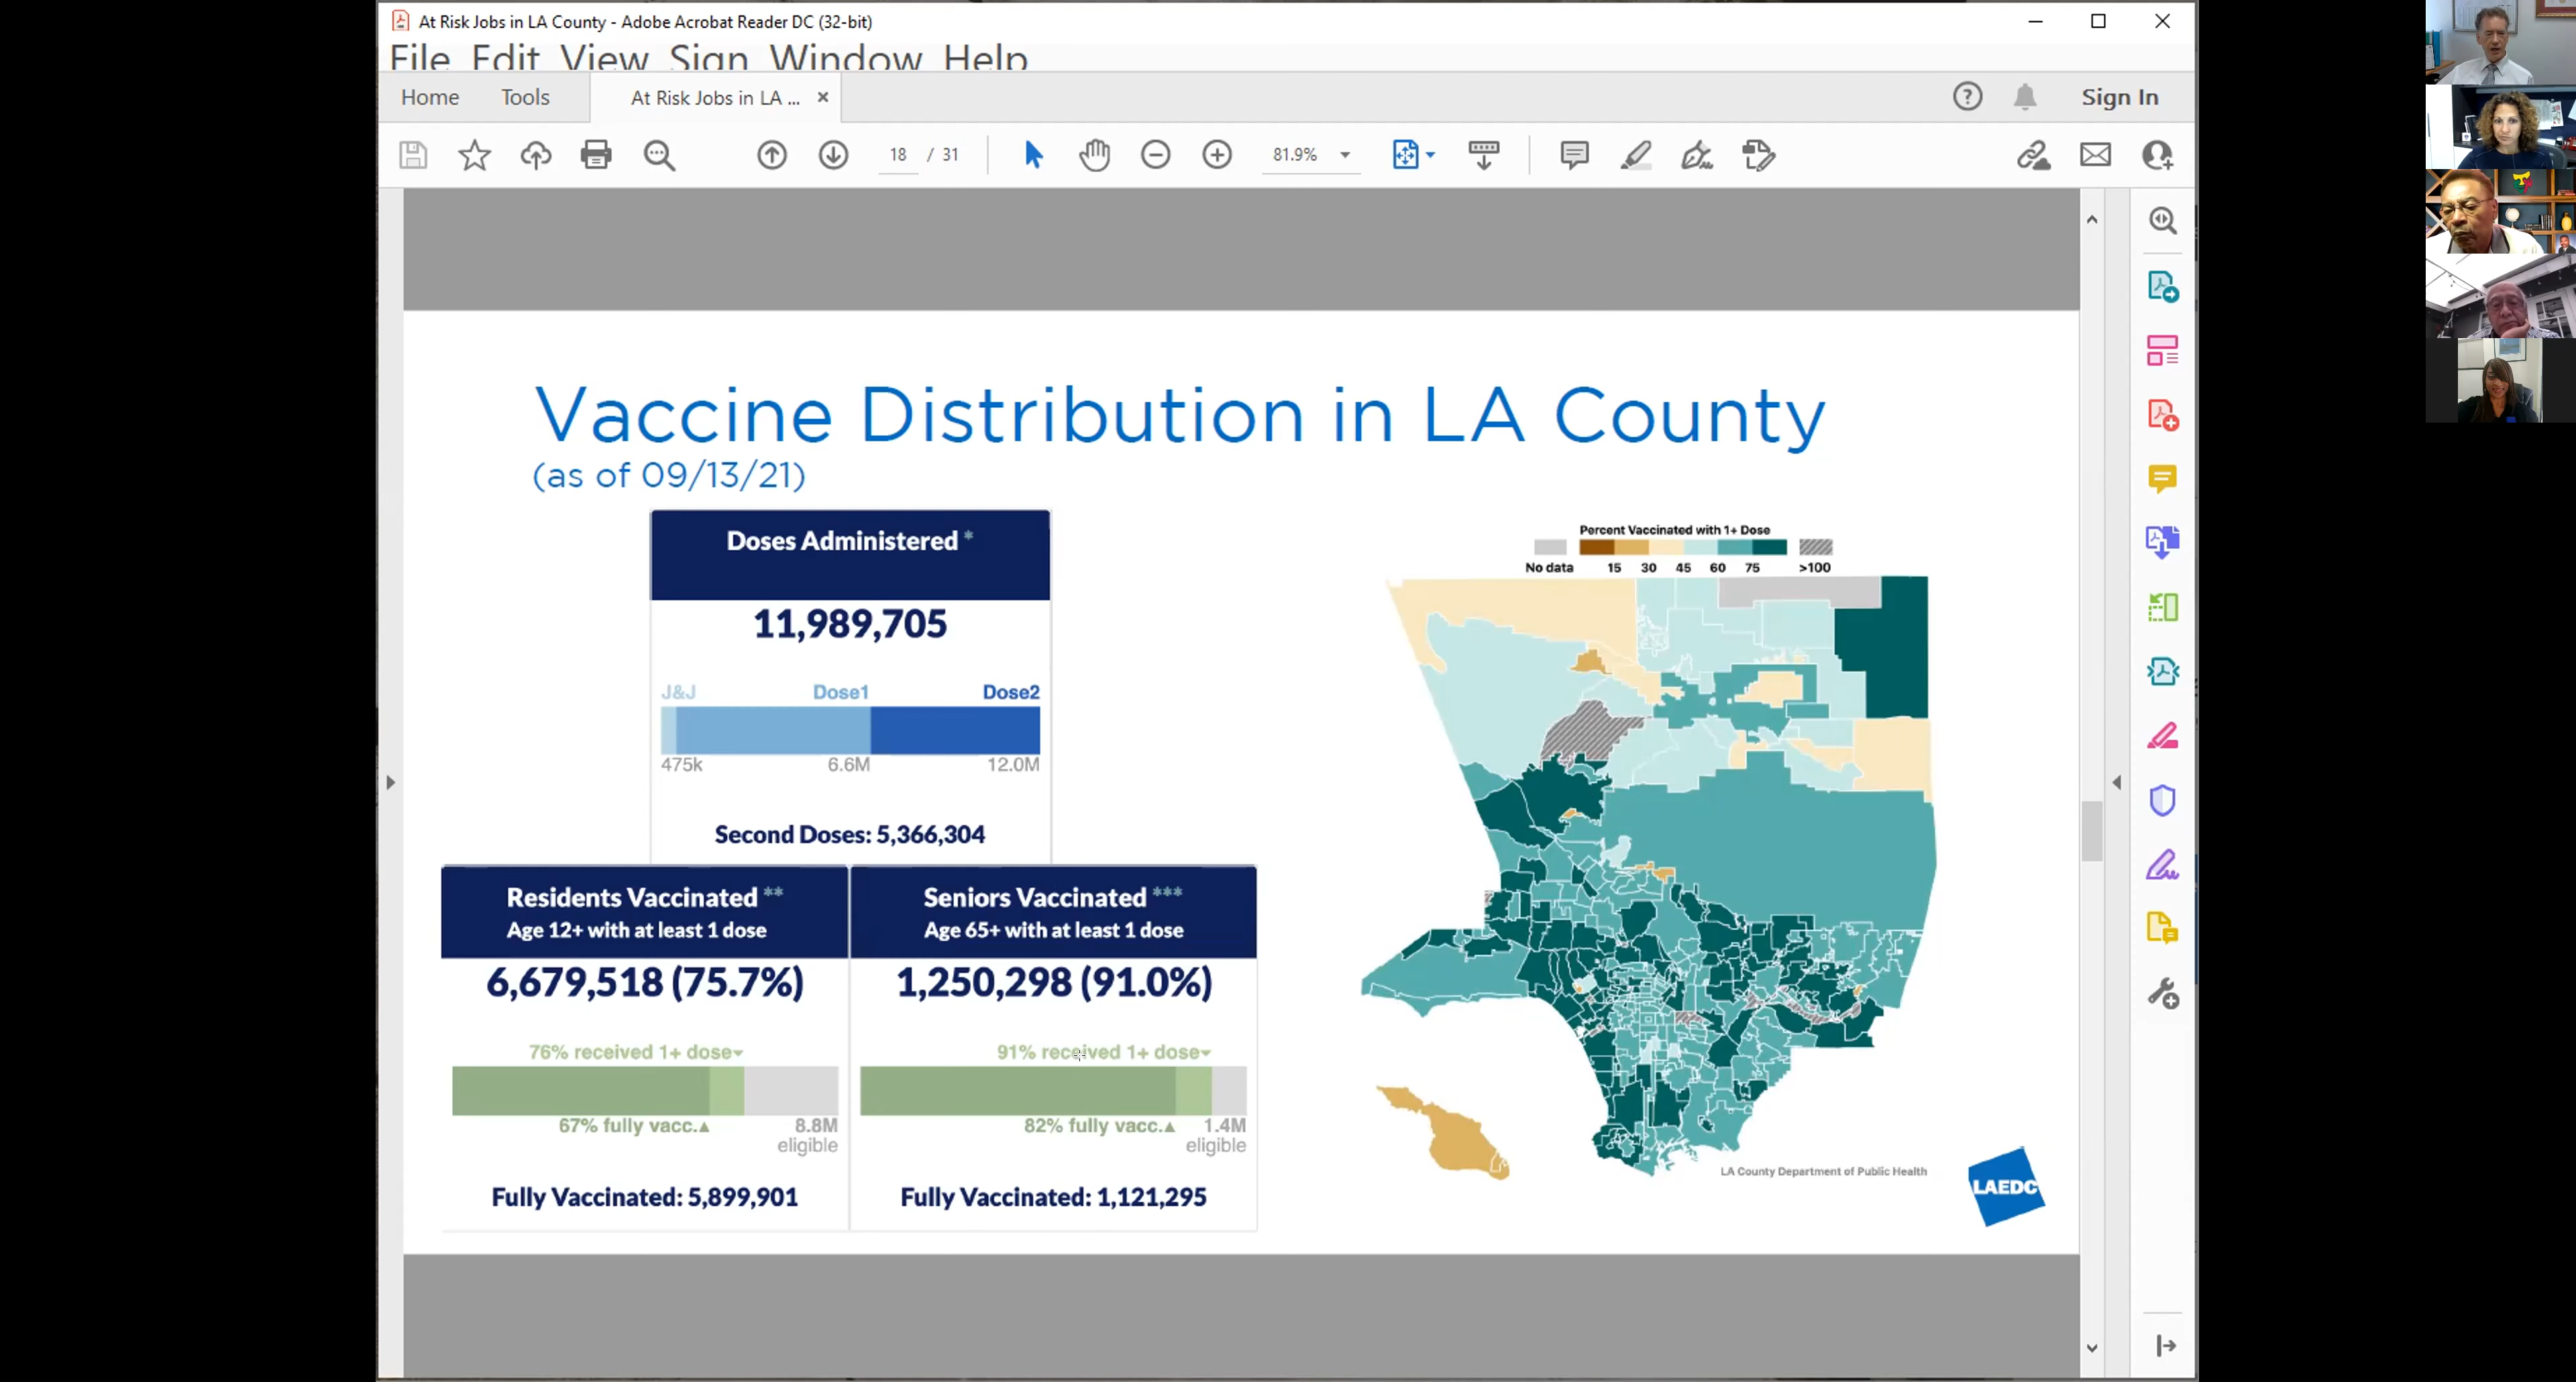 At Risk Jobs in LA County - Adobe Acrobat Reader DC (32-bit)
File Edit View Sign Window Help
Home Tools At Risk Jobs in LA ... × Sign In
18 / 31 81.9%
Vaccine Distribution in LA County
(as of 09/13/21)
Doses Administered *
11,989,705
J&J Dose1 Dose2
475k 6.6M 12.0M
Second Doses: 5,366,304
Residents Vaccinated **
Age 12+ with at least 1 dose
6,679,518 (75.7%)
76% received 1+ dose▾
67% fully vacc.▴ 8.8M
eligible
Fully Vaccinated: 5,899,901
Seniors Vaccinated ***
Age 65+ with at least 1 dose
1,250,298 (91.0%)
91% received 1+ dose▾
82% fully vacc.▴ 1.4M
eligible
Fully Vaccinated: 1,121,295
Percent Vaccinated with 1+ Dose
No data 15 30 45 60 75 >100
LA County Department of Public Health
LAEDC